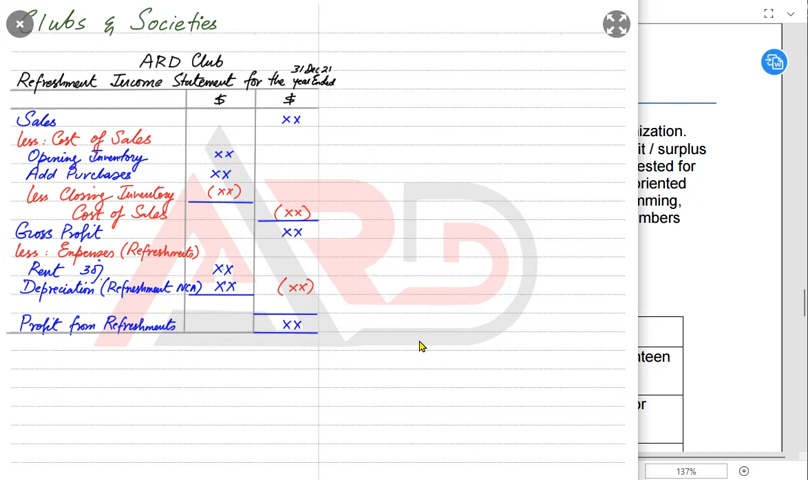 Clubs & Societies
ARD Club
Refreshment Income Statement for the year Ended 31 Dec 21
$ $
Sales xx
less: Cost of Sales
Opening Inventory xx
Add Purchases xx
less Closing Inventory (xx)
Cost of Sales (xx)
Gross Profit xx
less: Expenses (Refreshments)
Rent xx
Depreciation (Refreshment NCA) xx (xx)
Profit from Refreshments xx
ARD
ization.
it / surplus
ested for
oriented
mming,
mbers
nteen
or
137%